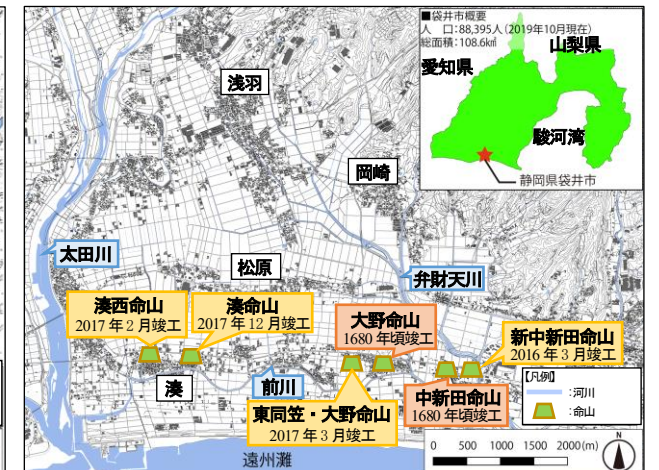 ■袋井市概要
人　口:88,395人(2019年10月現在)
総面積:108.6㎢
愛知県
山梨県
駿河湾
静岡県袋井市
浅羽
岡崎
太田川
松原
弁財天川
湊西命山
2017年2月竣工
湊命山
2017年12月竣工
大野命山
1680年頃竣工
新中新田命山
2016年3月竣工
湊
前川
東同笠・大野命山
2017年3月竣工
中新田命山
1680年頃竣工
【凡例】
:河川
:命山
遠州灘
0 500 1000 1500 2000(m)
N